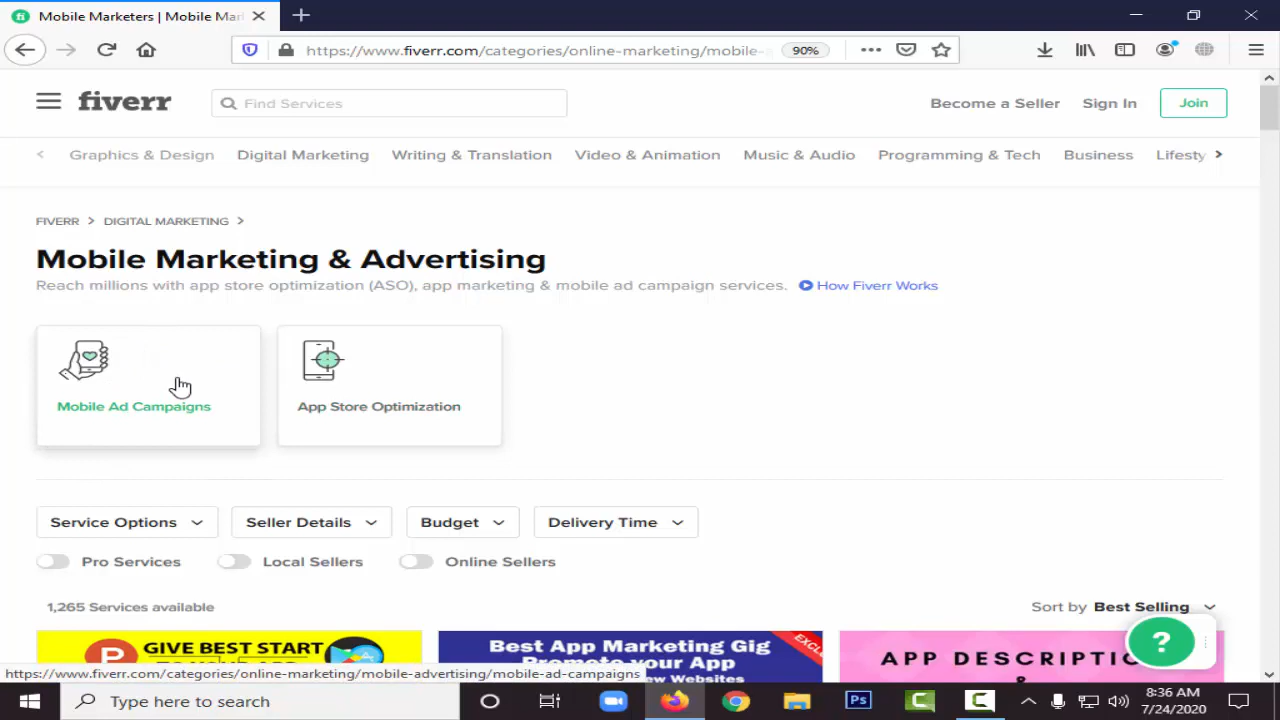 fi Mobile Marketers | Mobile Mar
https://www.fiverr.com/categories/online-marketing/mobile- 90%
fiverr Find Services Become a Seller Sign In Join
Graphics & Design Digital Marketing Writing & Translation Video & Animation Music & Audio Programming & Tech Business Lifesty
FIVERR > DIGITAL MARKETING >
Mobile Marketing & Advertising
Reach millions with app store optimization (ASO), app marketing & mobile ad campaign services. How Fiverr Works
Mobile Ad Campaigns App Store Optimization
Service Options Seller Details Budget Delivery Time
Pro Services Local Sellers Online Sellers
1,265 Services available Sort by Best Selling
GIVE BEST START
Best App Marketing Gig
Promote your App
EXCL
APP DESCRIPTI
&
?
https://www.fiverr.com/categories/online-marketing/mobile-advertising/mobile-ad-campaigns
Type here to search Ps 8:36 AM
7/24/2020